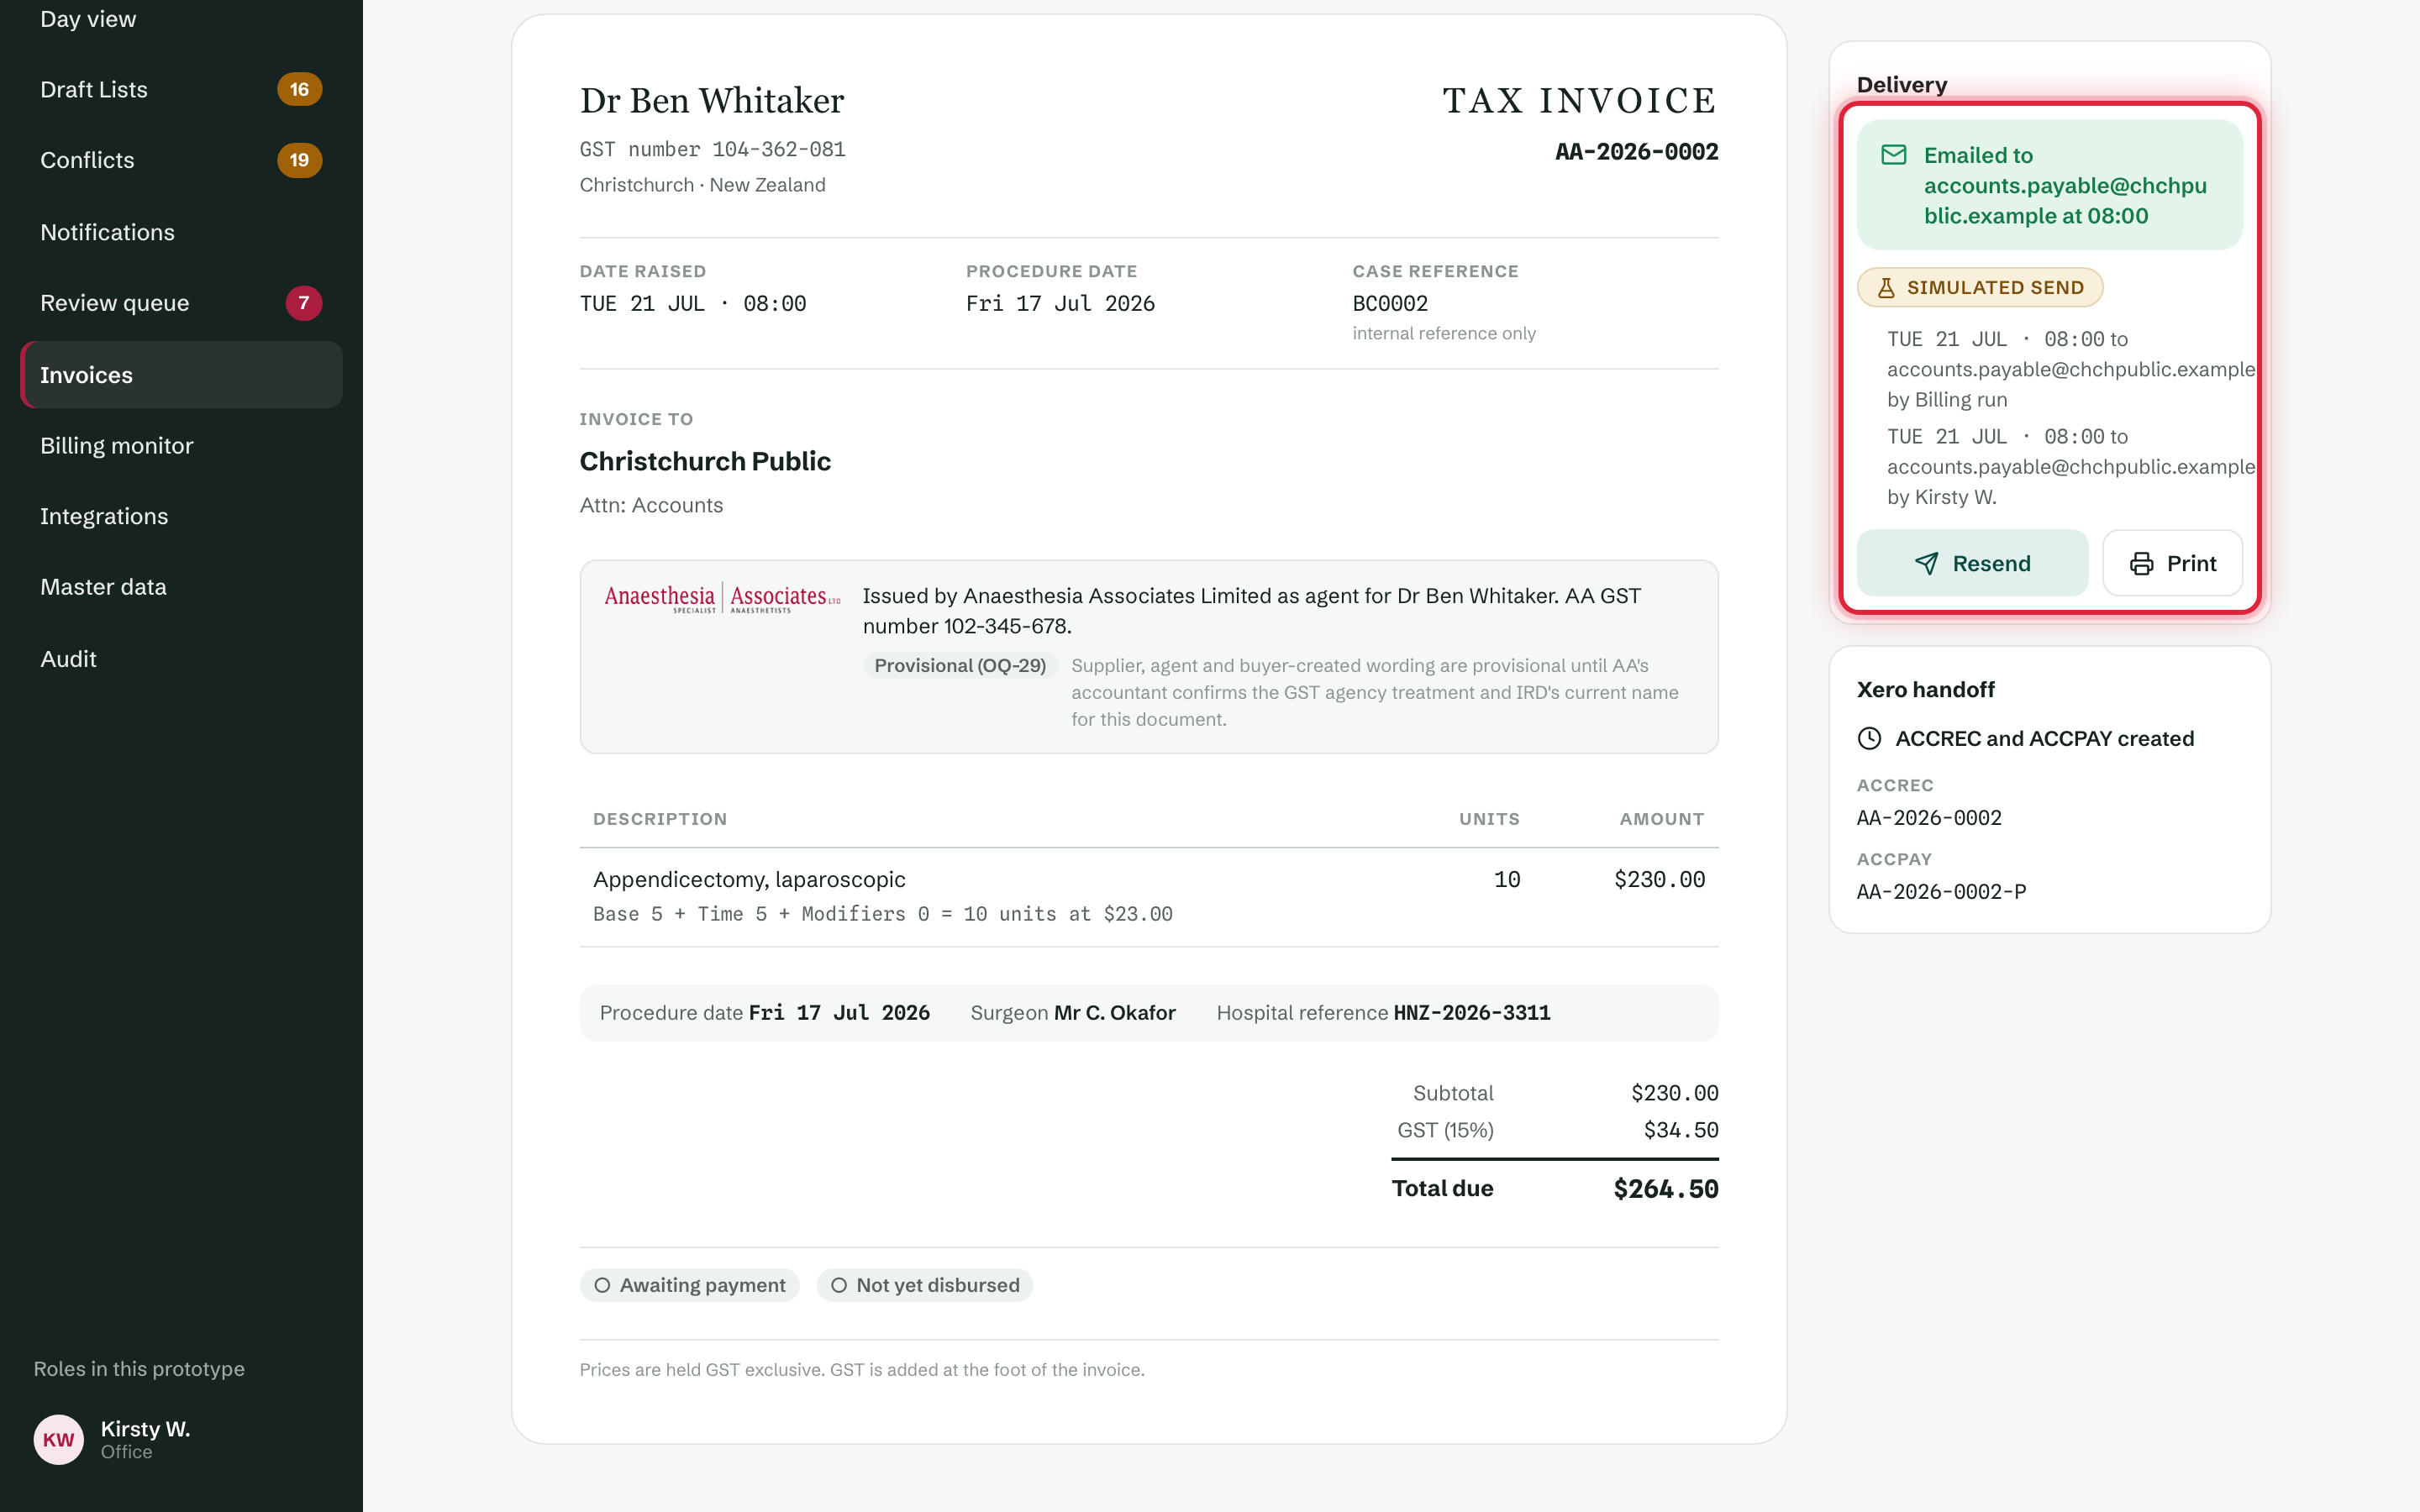 Day view
Draft Lists 16
Conflicts 19
Notifications
Review queue 7
Invoices
Billing monitor
Integrations
Master data
Audit
Roles in this prototype
KW
Kirsty W.
Office
Dr Ben Whitaker
GST number 104-362-081
Christchurch · New Zealand
TAX INVOICE
AA-2026-0002
DATE RAISED
TUE 21 JUL · 08:00
PROCEDURE DATE
Fri 17 Jul 2026
CASE REFERENCE
BC0002
internal reference only
INVOICE TO
Christchurch Public
Attn: Accounts
Anaesthesia Associates LTD
SPECIALIST ANAESTHETISTS
Issued by Anaesthesia Associates Limited as agent for Dr Ben Whitaker. AA GST
number 102-345-678.
Provisional (OQ-29)
Supplier, agent and buyer-created wording are provisional until AA's
accountant confirms the GST agency treatment and IRD's current name
for this document.
DESCRIPTION UNITS AMOUNT
Appendicectomy, laparoscopic 10 $230.00
Base 5 + Time 5 + Modifiers 0 = 10 units at $23.00
Procedure date Fri 17 Jul 2026 Surgeon Mr C. Okafor Hospital reference HNZ-2026-3311
Subtotal $230.00
GST (15%) $34.50
Total due $264.50
Awaiting payment Not yet disbursed
Prices are held GST exclusive. GST is added at the foot of the invoice.
Delivery
Emailed to
accounts.payable@chchpu
blic.example at 08:00
SIMULATED SEND
TUE 21 JUL · 08:00 to
accounts.payable@chchpublic.example
by Billing run
TUE 21 JUL · 08:00 to
accounts.payable@chchpublic.example
by Kirsty W.
Resend Print
Xero handoff
ACCREC and ACCPAY created
ACCREC
AA-2026-0002
ACCPAY
AA-2026-0002-P